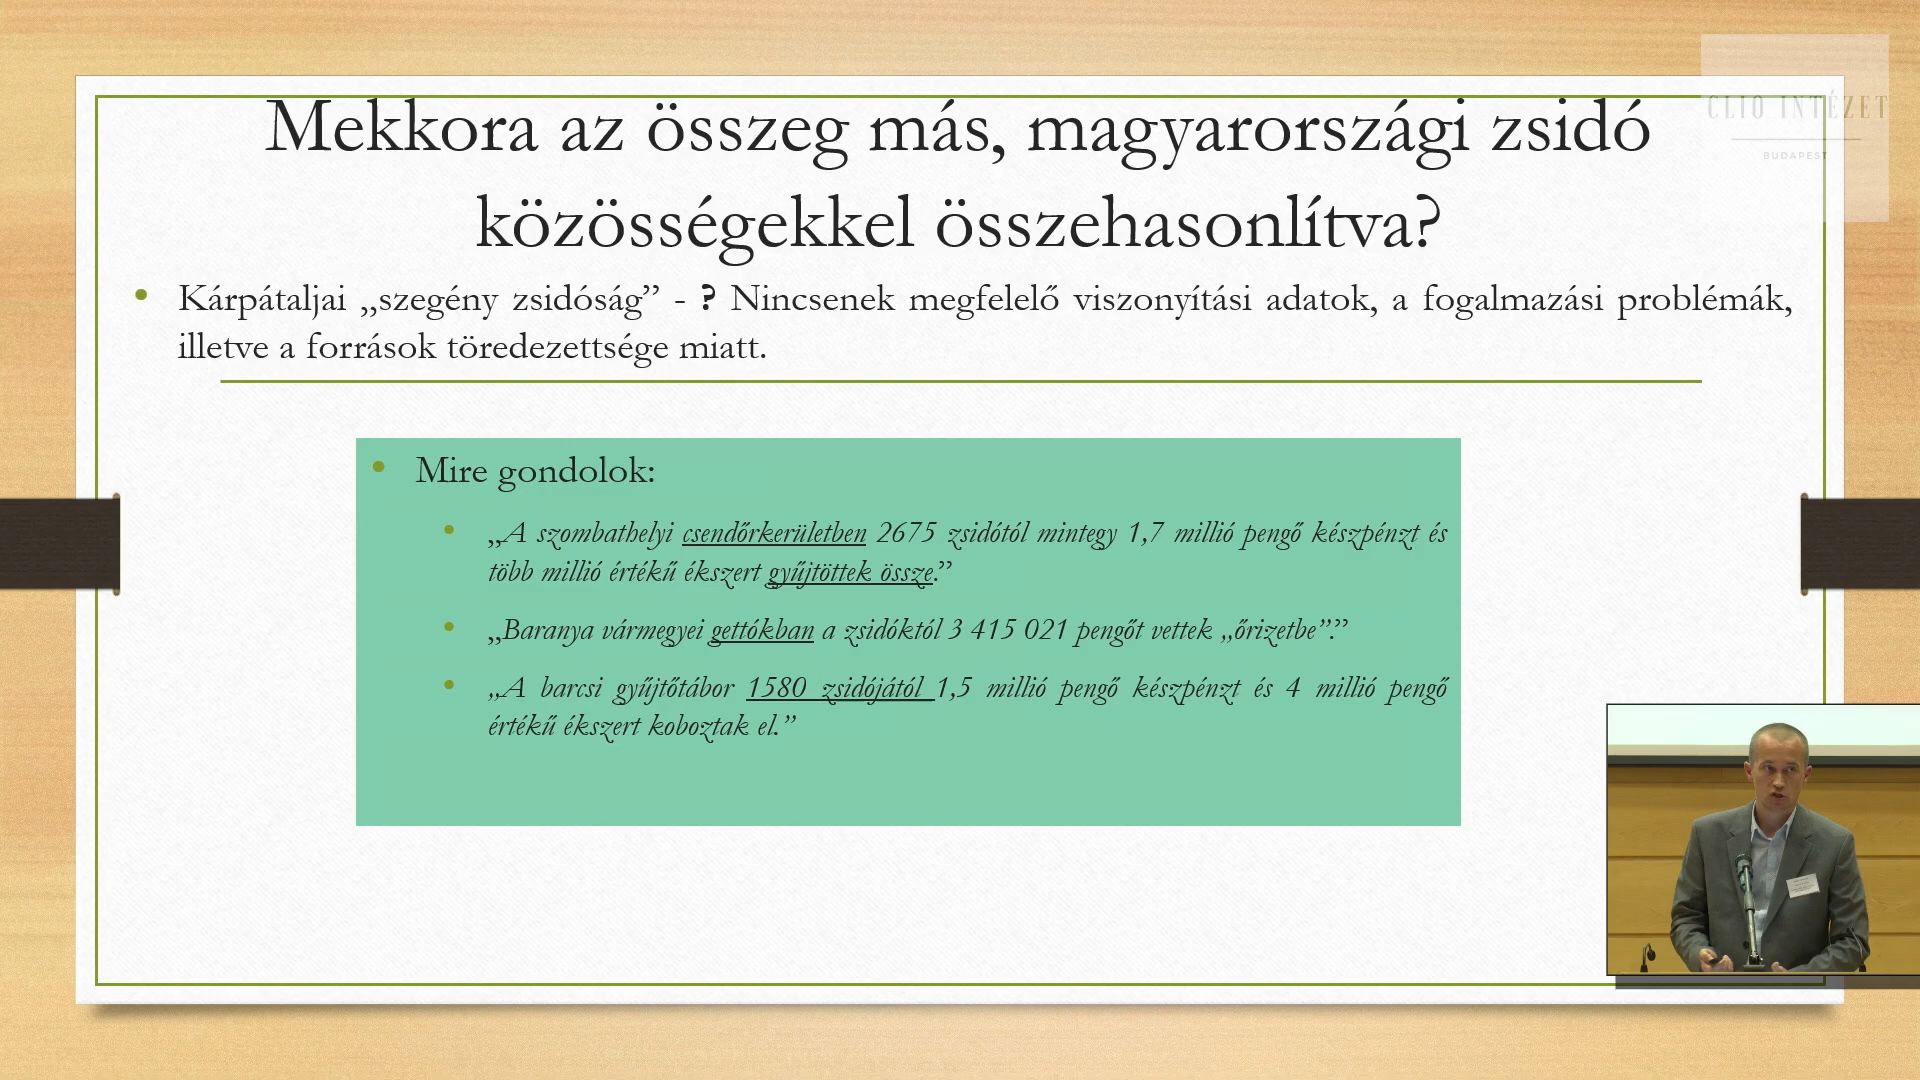 CLIO INTÉZET
BUDAPEST
Mekkora az összeg más, magyarországi zsidó
közösségekkel összehasonlítva?
• Kárpátaljai „szegény zsidóság” - ? Nincsenek megfelelő viszonyítási adatok, a fogalmazási problémák,
illetve a források töredezettsége miatt.
• Mire gondolok:
• „A szombathelyi csendőrkerületben 2675 zsidótól mintegy 1,7 millió pengő készpénzt és
több millió értékű ékszert gyűjtöttek össze.”
• „Baranya vármegyei gettókban a zsidóktól 3 415 021 pengőt vettek „őrizetbe”.”
• „A barcsi gyűjtőtábor 1580 zsidójától 1,5 millió pengő készpénzt és 4 millió pengő
értékű ékszert koboztak el.”